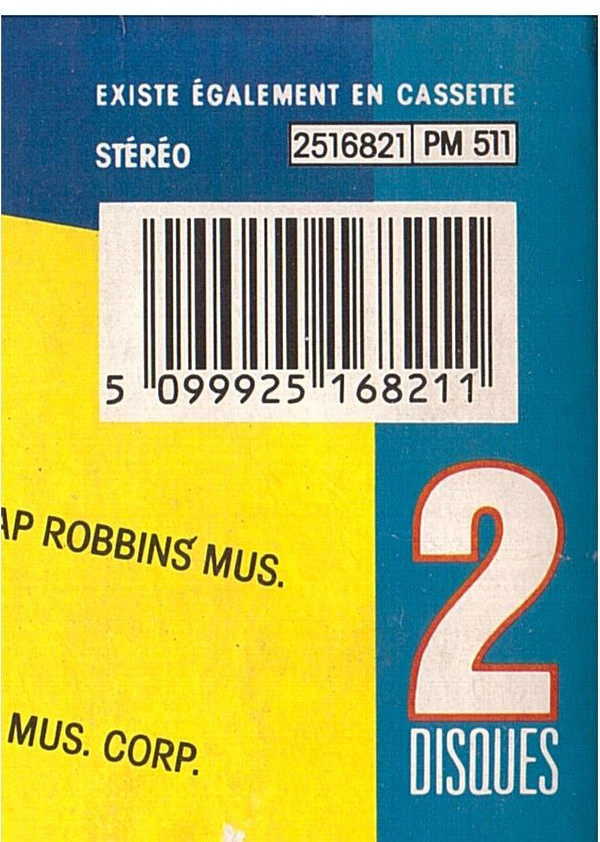 EXISTE ÉGALEMENT EN CASSETTE
STÉRÉO 2516821 PM 511
5 099925 168211
AP ROBBINS MUS.
MUS. CORP.
2
DISQUES